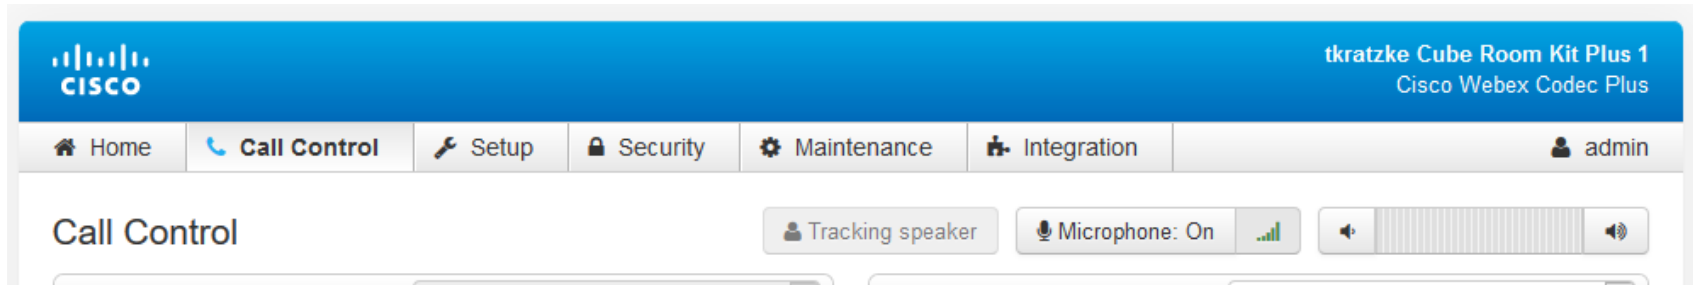 CISCO
tkratzke Cube Room Kit Plus 1
Cisco Webex Codec Plus
Home Call Control Setup Security Maintenance Integration admin
Call Control Tracking speaker Microphone: On